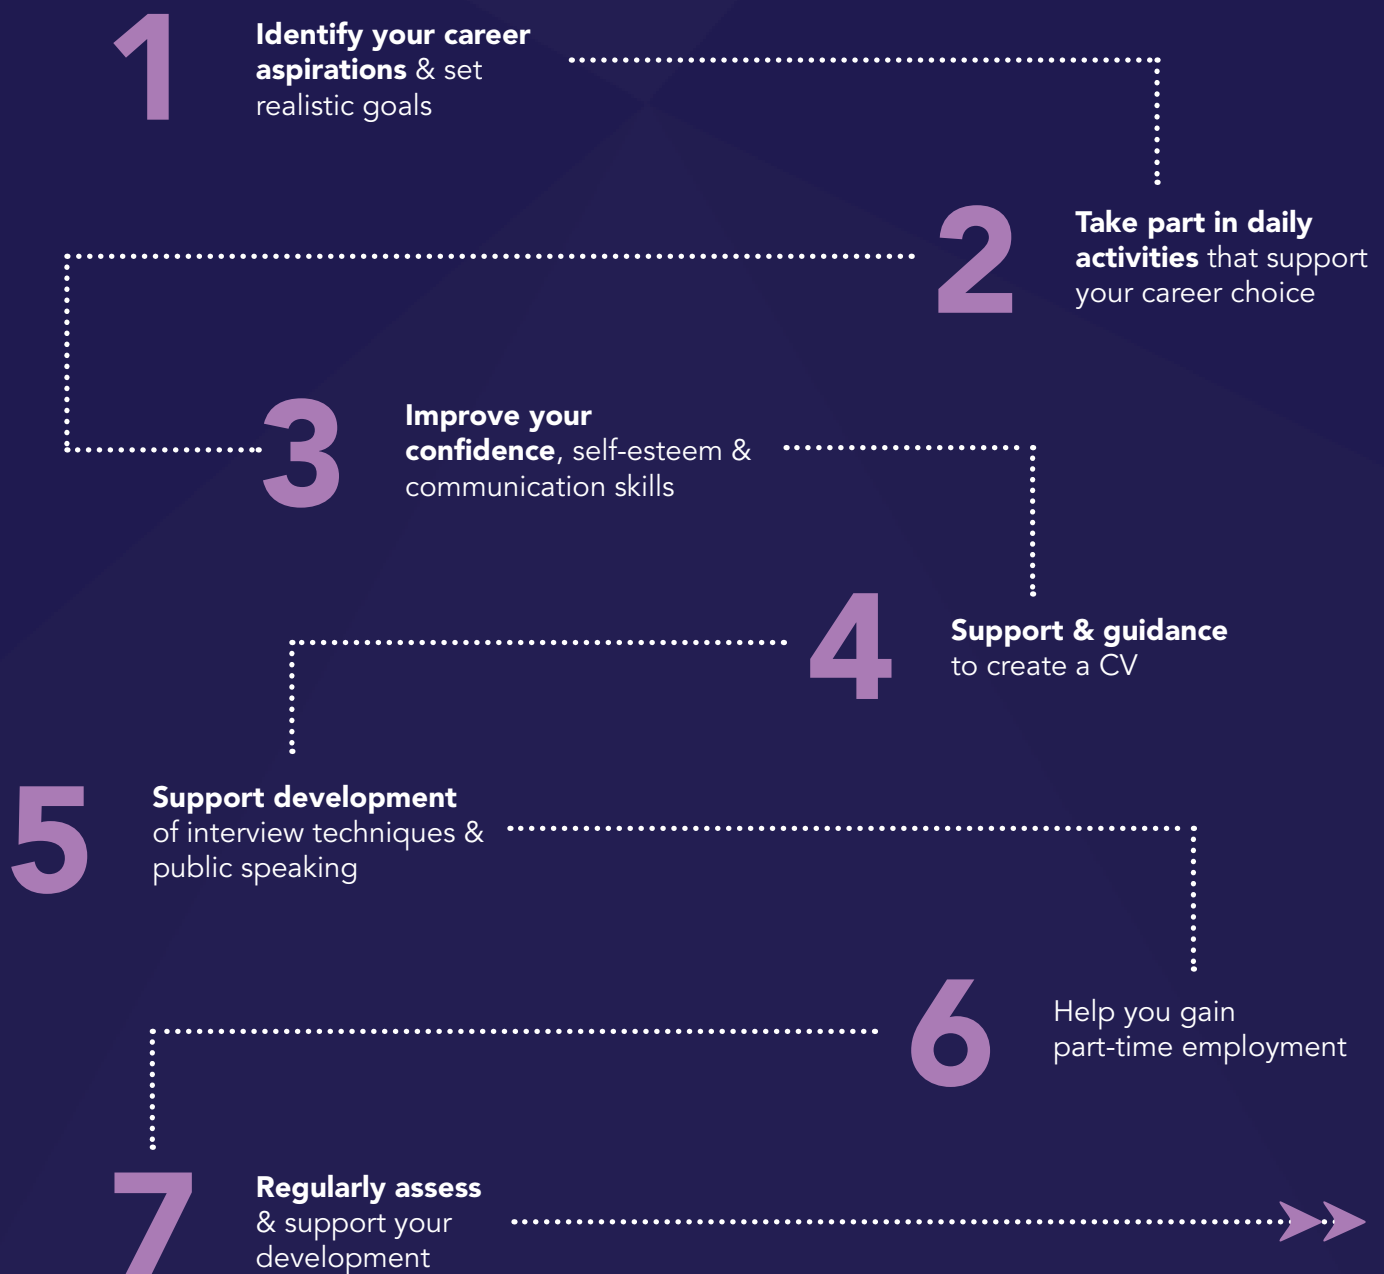 1
Identify your career
aspirations & set
realistic goals
2
Take part in daily
activities that support
your career choice
3
Improve your
confidence, self-esteem &
communication skills
4
Support & guidance
to create a CV
5
Support development
of interview techniques &
public speaking
6
Help you gain
part-time employment
7
Regularly assess
& support your
development